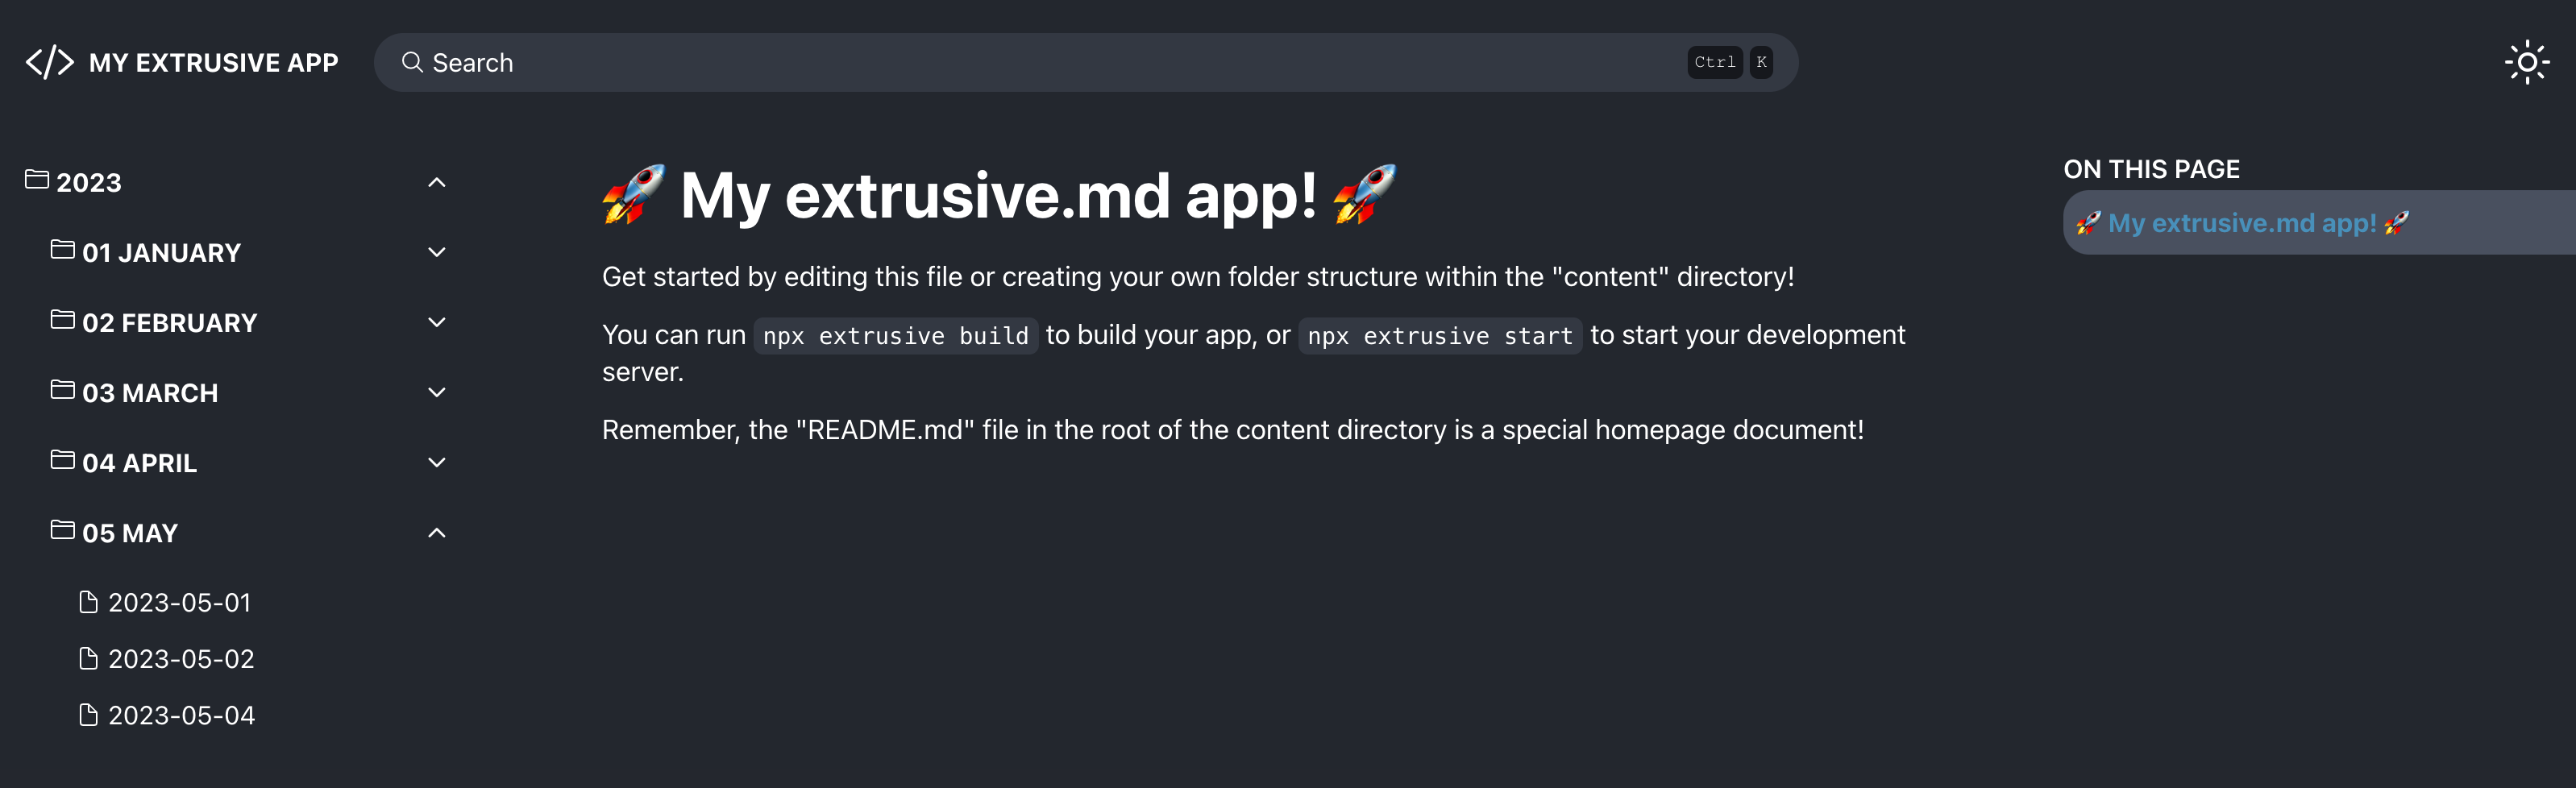 MY EXTRUSIVE APP
Search
Ctrl K
2023
01 JANUARY
02 FEBRUARY
03 MARCH
04 APRIL
05 MAY
2023-05-01
2023-05-02
2023-05-04
🚀 My extrusive.md app! 🚀
Get started by editing this file or creating your own folder structure within the "content" directory!
You can run npx extrusive build to build your app, or npx extrusive start to start your development
server.
Remember, the "README.md" file in the root of the content directory is a special homepage document!
ON THIS PAGE
🚀 My extrusive.md app! 🚀